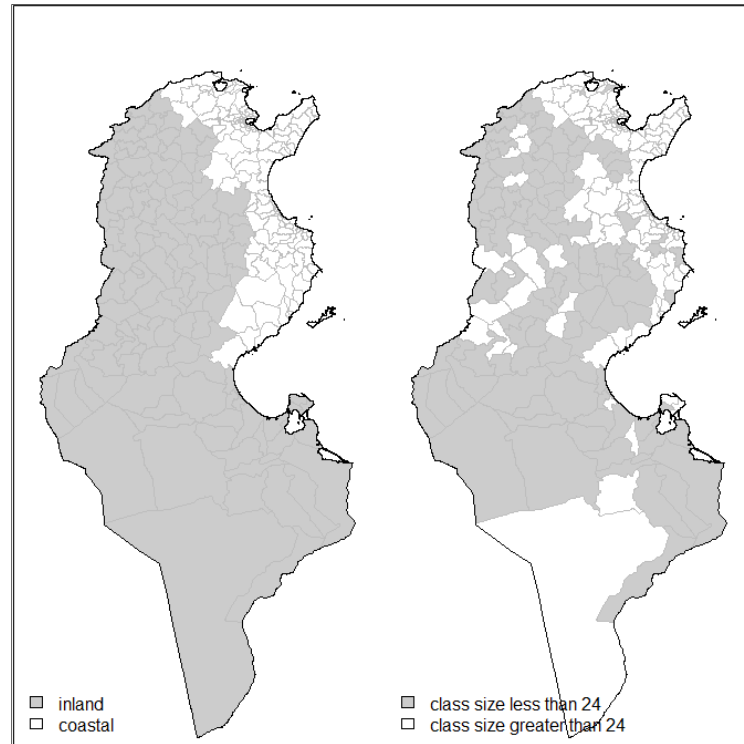 inland
coastal
class size less than 24
class size greater than 24